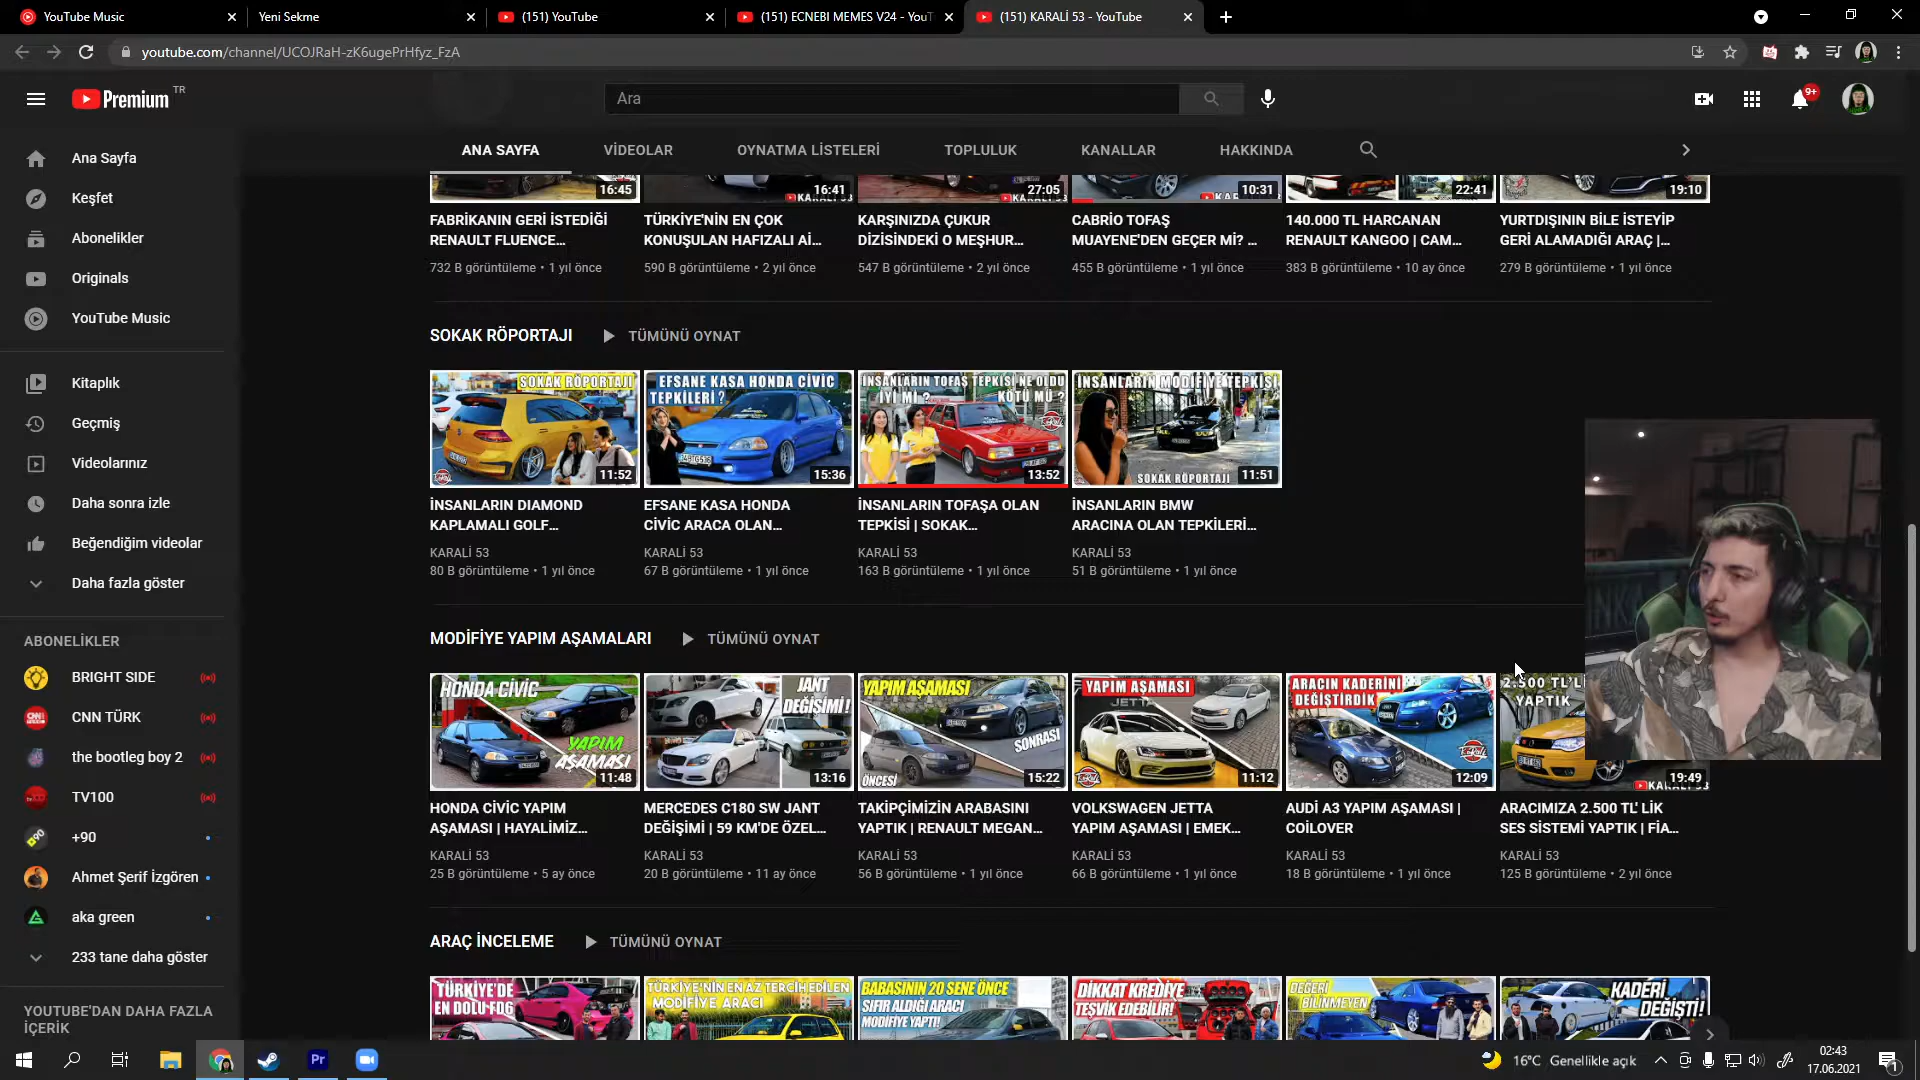 YouTube Music
Yeni Sekme
(151) YouTube
(151) ECNEBI MEMES V24 - YouT
(151) KARALİ 53 - YouTube
youtube.com/channel/UCOJRaH-zK6ugePrHfyz_FzA
Premium TR
Ara
9+
ANA SAYFA
VİDEOLAR
OYNATMA LİSTELERİ
TOPLULUK
KANALLAR
HAKKINDA
Ana Sayfa
Keşfet
Abonelikler
Originals
YouTube Music
Kitaplık
Geçmiş
Videolarınız
Daha sonra izle
Beğendiğim videolar
Daha fazla göster
ABONELİKLER
BRIGHT SIDE
CNN TÜRK
the bootleg boy 2
TV100
+90
Ahmet Şerif İzgören
aka green
233 tane daha göster
YOUTUBE'DAN DAHA FAZLA
İÇERİK
16:45
16:41
27:05
10:31
22:41
19:10
FABRİKANIN GERİ İSTEDİĞİ
RENAULT FLUENCE...
732 B görüntüleme • 1 yıl önce
TÜRKİYE'NİN EN ÇOK
KONUŞULAN HAFIZALI Aİ...
590 B görüntüleme • 2 yıl önce
KARŞINIZDA ÇUKUR
DİZİSİNDEKİ O MEŞHUR...
547 B görüntüleme • 2 yıl önce
CABRİO TOFAŞ
MUAYENE'DEN GEÇER Mİ? ...
455 B görüntüleme • 1 yıl önce
140.000 TL HARCANAN
RENAULT KANGOO | CAM...
383 B görüntüleme • 10 ay önce
YURTDIŞININ BİLE İSTEYİP
GERİ ALAMADIĞI ARAÇ |...
279 B görüntüleme • 1 yıl önce
SOKAK RÖPORTAJI
TÜMÜNÜ OYNAT
SOKAK RÖPORTAJI
11:52
EFSANE KASA HONDA CİVİC
TEPKİLERİ ?
15:36
İNSANLARIN TOFAŞ TEPKİSİ NE OLDU
İYİ Mİ ? KÖTÜ MÜ ?
13:52
İNSANLARIN MODİFİYE TEPKİSİ
SOKAK RÖPORTAJI
11:51
İNSANLARIN DIAMOND
KAPLAMALI GOLF...
KARALİ 53
80 B görüntüleme • 1 yıl önce
EFSANE KASA HONDA
CİVİC ARACA OLAN...
KARALİ 53
67 B görüntüleme • 1 yıl önce
İNSANLARIN TOFAŞA OLAN
TEPKİSİ | SOKAK...
KARALİ 53
163 B görüntüleme • 1 yıl önce
İNSANLARIN BMW
ARACINA OLAN TEPKİLERİ...
KARALİ 53
51 B görüntüleme • 1 yıl önce
MODİFİYE YAPIM AŞAMALARI
TÜMÜNÜ OYNAT
HONDA CİVİC
YAPIM
AŞAMASI
11:48
JANT
DEĞİŞİMİ !
13:16
YAPIM AŞAMASI
SONRASI
ÖNCESİ
15:22
YAPIM AŞAMASI
JETTA
11:12
ARACIN KADERİNİ
DEĞİŞTİRDİK
12:09
2.500 TL'Lİ
YAPTIK
KARALİ 53
19:49
HONDA CİVİC YAPIM
AŞAMASI | HAYALİMİZ...
KARALİ 53
25 B görüntüleme • 5 ay önce
MERCEDES C180 SW JANT
DEĞİŞİMİ | 59 KM'DE ÖZEL...
KARALİ 53
20 B görüntüleme • 11 ay önce
TAKİPÇİMİZİN ARABASINI
YAPTIK | RENAULT MEGAN...
KARALİ 53
56 B görüntüleme • 1 yıl önce
VOLKSWAGEN JETTA
YAPIM AŞAMASI | EMEK...
KARALİ 53
66 B görüntüleme • 1 yıl önce
AUDİ A3 YAPIM AŞAMASI |
COİLOVER
KARALİ 53
18 B görüntüleme • 1 yıl önce
ARACIMIZA 2.500 TL' LİK
SES SİSTEMİ YAPTIK | FİA...
KARALİ 53
125 B görüntüleme • 2 yıl önce
ARAÇ İNCELEME
TÜMÜNÜ OYNAT
TÜRKİYE'DE
EN DOLU FD6
TÜRKİYE'NİN EN AZ TERCİH EDİLEN
MODİFİYE ARACI
BABASININ 20 SENE ÖNCE
SIFIR ALDIĞI ARACI
MODİFİYE YAPTI!
DİKKAT KREDİYE
TEŞVİK EDEBİLİR!
DEĞERİ
BİLİNMEYEN
KADERİ
DEĞİŞTİ!
Pr
16°C Genellikle açık
02:43
17.06.2021
1